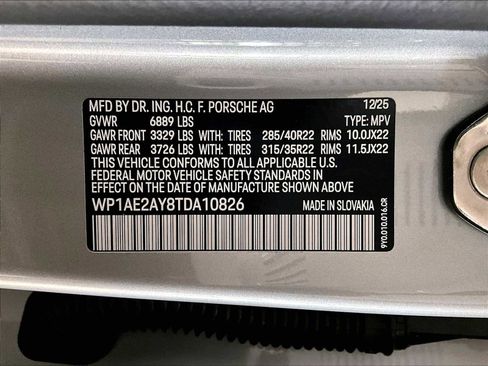 MFD BY DR. ING. H.C. F. PORSCHE AG 12/25
GVWR 6889 LBS TYPE: MPV
GAWR FRONT 3329 LBS WITH: TIRES 285/40R22 RIMS 10.0JX22
GAWR REAR 3726 LBS WITH: TIRES 315/35R22 RIMS 11.5JX22
THIS VEHICLE CONFORMS TO ALL APPLICABLE U.S.
FEDERAL MOTOR VEHICLE SAFETY STANDARDS IN
EFFECT ON THE DATE OF MANUFACTURE SHOWN ABOVE
WP1AE2AY8TDA10826 MADE IN SLOVAKIA
9Y0.010.016.CR